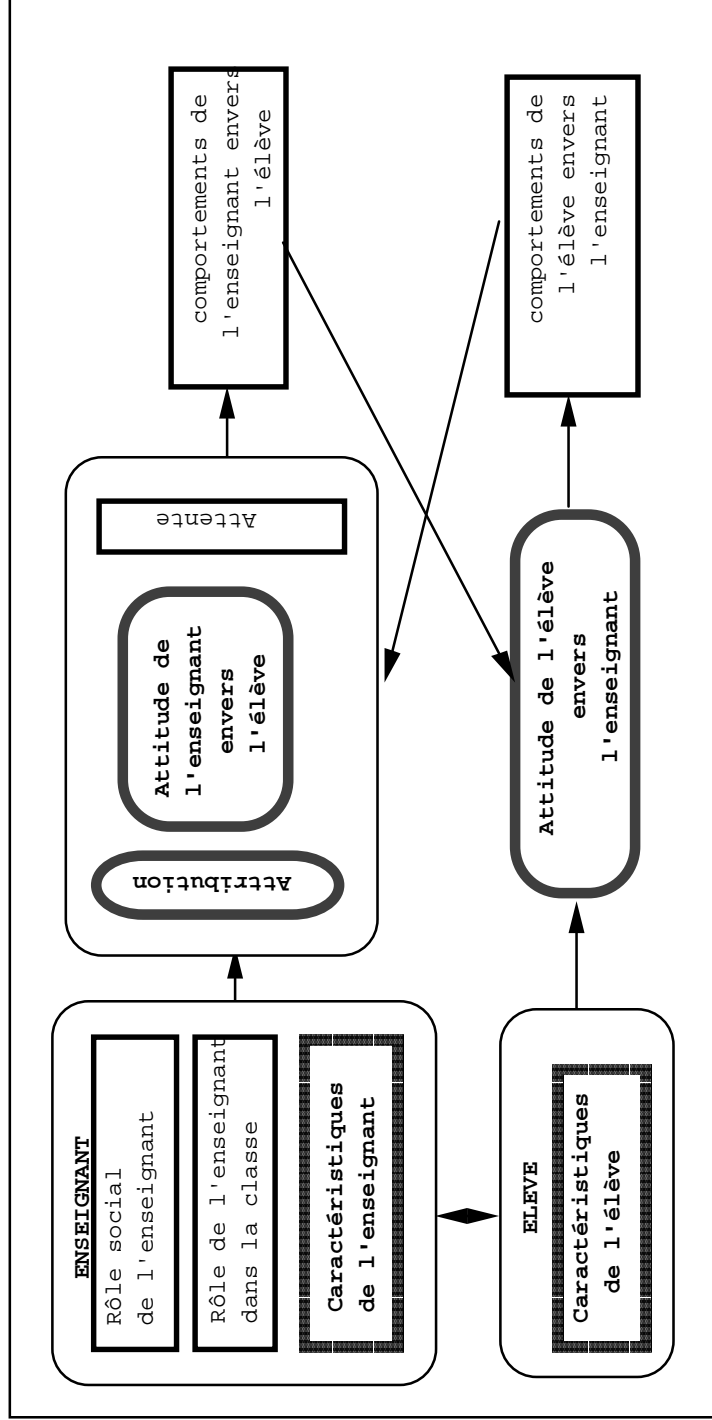 ENSEIGNANT
Rôle social
de l'enseignant
Rôle de l'enseignant
dans la classe
Caractéristiques
de l'enseignant
Attribution
Attitude de
l'enseignant
envers
l'élève
Attente
comportements de
l'enseignant envers
l'élève
ELEVE
Caractéristiques
de l'élève
Attitude de l'élève
envers
l'enseignant
comportements de
l'élève envers
l'enseignant